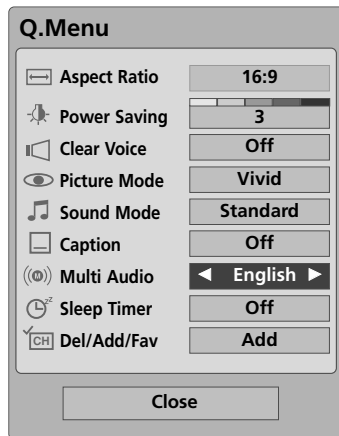 Q.Menu
Aspect Ratio 16:9
Power Saving 3
Clear Voice Off
Picture Mode Vivid
Sound Mode Standard
Caption Off
Multi Audio ◀ English ▶
zz Sleep Timer Off
CH Del/Add/Fav Add
Close